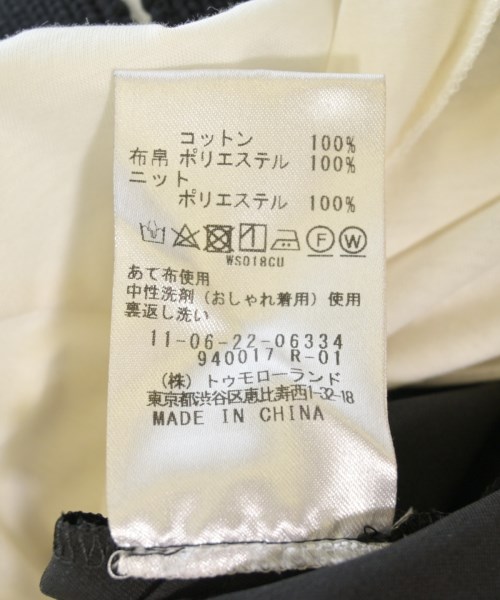 コットン 100%
布帛 ポリエステル 100%
ニット
ポリエステル 100%
F W
WS018CU
あて布使用
中性洗剤（おしゃれ着用）使用
裏返し洗い
11-06-22-06334
940017 R-01
（株）トゥモローランド
東京都渋谷区恵比寿西1-32-18
MADE IN CHINA